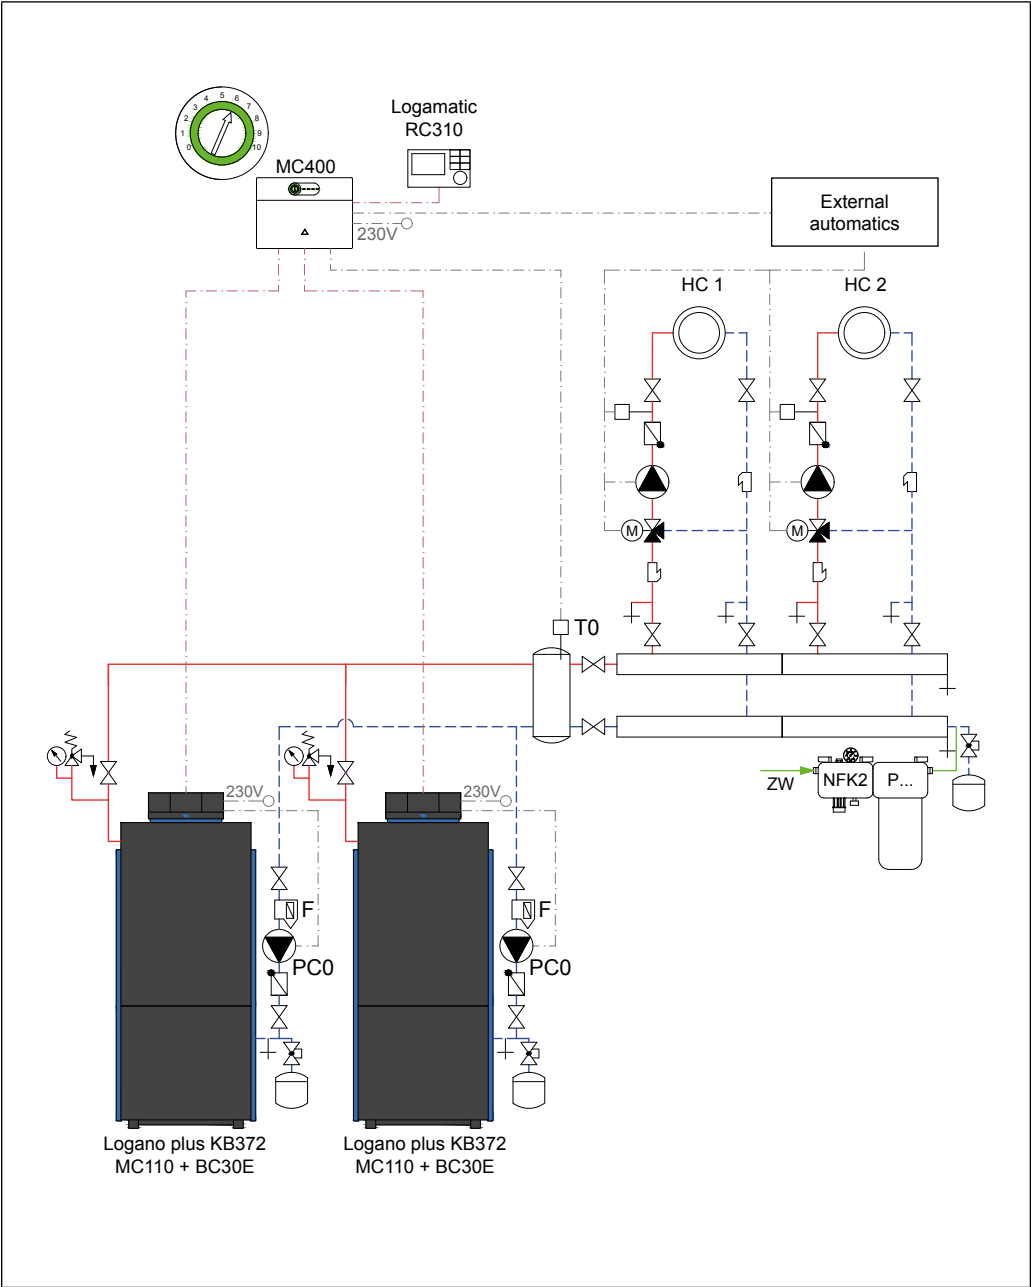 0
1
2
3
4
5
6
7
8
9
10
Logamatic
RC310
MC400
230V
External
automatics
HC 1
HC 2
M
M
T0
230V
230V
ZW
NFK2
P...
F
F
PC0
PC0
Logano plus KB372
MC110 + BC30E
Logano plus KB372
MC110 + BC30E